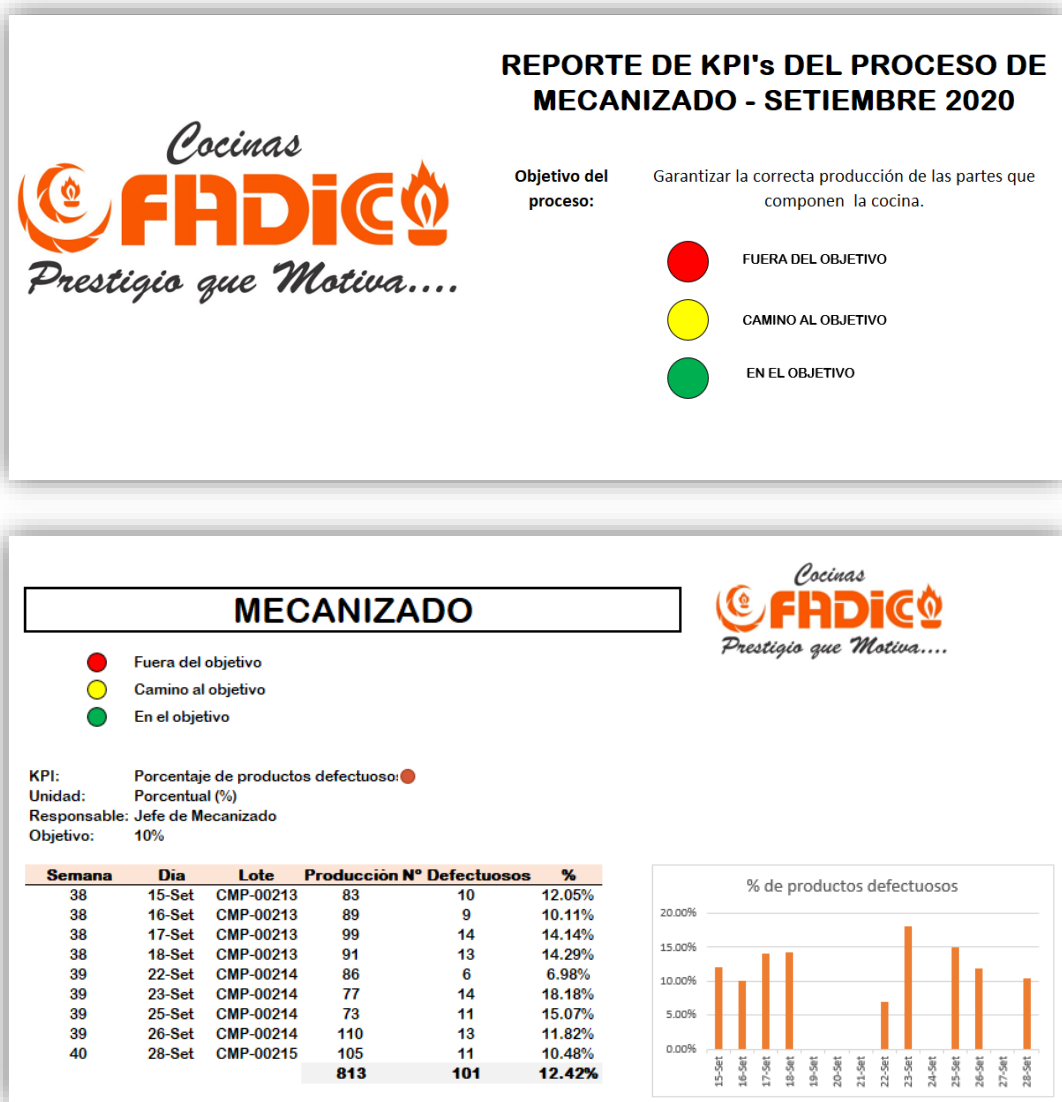 REPORTE DE KPI's DEL PROCESO DE
MECANIZADO - SETIEMBRE 2020
Cocinas
FADiCO
Prestigio que Motiva....
Objetivo del
proceso:
Garantizar la correcta producción de las partes que
componen la cocina.
FUERA DEL OBJETIVO
CAMINO AL OBJETIVO
EN EL OBJETIVO
MECANIZADO
Cocinas
FADiCO
Prestigio que Motiva....
Fuera del objetivo
Camino al objetivo
En el objetivo
KPI: Porcentaje de productos defectuosos
Unidad: Porcentual (%)
Responsable: Jefe de Mecanizado
Objetivo: 10%
Semana Día Lote Producción Nº Defectuosos %
38 15-Set CMP-00213 83 10 12.05%
38 16-Set CMP-00213 89 9 10.11%
38 17-Set CMP-00213 99 14 14.14%
38 18-Set CMP-00213 91 13 14.29%
39 22-Set CMP-00214 86 6 6.98%
39 23-Set CMP-00214 77 14 18.18%
39 25-Set CMP-00214 73 11 15.07%
39 26-Set CMP-00214 110 13 11.82%
40 28-Set CMP-00215 105 11 10.48%
813 101 12.42%
% de productos defectuosos
20.00%
15.00%
10.00%
5.00%
0.00%
15-Set
16-Set
17-Set
18-Set
19-Set
20-Set
21-Set
22-Set
23-Set
24-Set
25-Set
26-Set
27-Set
28-Set